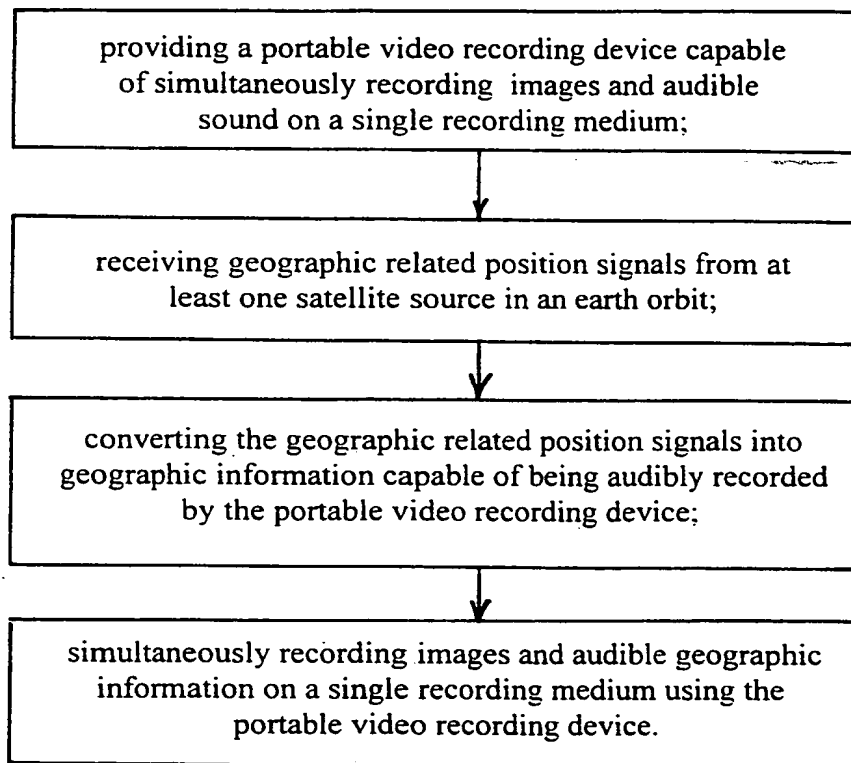 providing a portable video recording device capable
of simultaneously recording images and audible
sound on a single recording medium;
receiving geographic related position signals from at
least one satellite source in an earth orbit;
converting the geographic related position signals into
geographic information capable of being audibly recorded
by the portable video recording device;
simultaneously recording images and audible geographic
information on a single recording medium using the
portable video recording device.